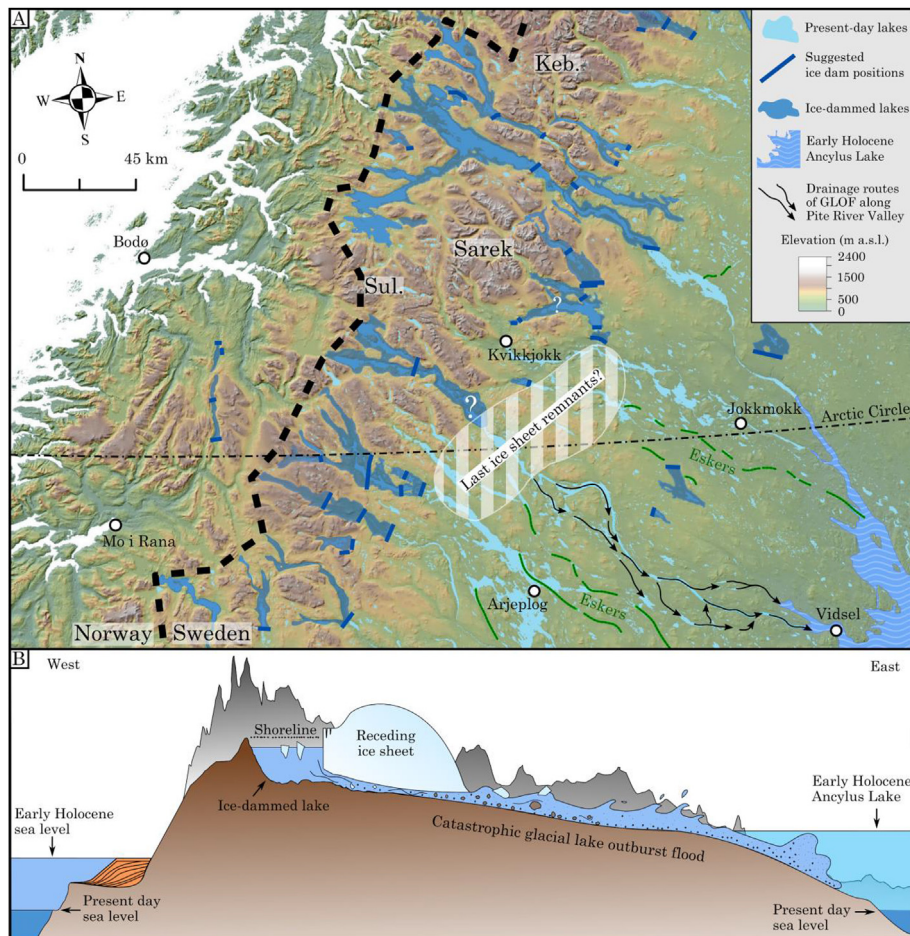 A
N
W
E
S
0
45 km
Keb.
Bodø
Sarek
Sul.
?
Kvikkjokk
?
Last ice sheet remnants?
Jokkmokk
Arctic Circle
Eskers
Mo i Rana
Arjeplog
Eskers
Vidsel
Norway
Sweden
Present-day lakes
Suggested
ice dam positions
Ice-dammed lakes
Early Holocene
Ancylus Lake
Drainage routes
of GLOF along
Pite River Valley
Elevation (m a.s.l.)
2400
1500
500
0
B
West
East
Shoreline
Receding
ice sheet
Ice-dammed lake
Early Holocene
sea level
Early Holocene
Ancylus Lake
Catastrophic glacial lake outburst flood
Present day
sea level
Present day
sea level